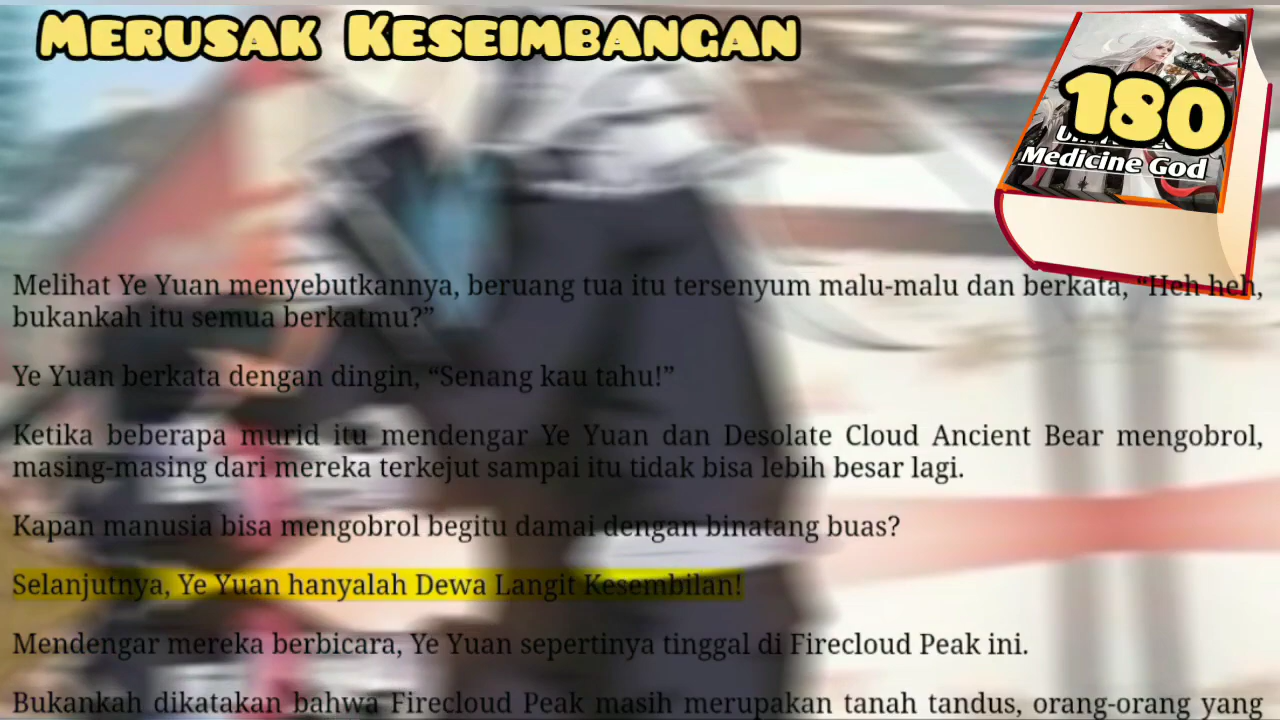 Merusak Keseimbangan
180
Medicine God
Melihat Ye Yuan menyebutkannya, beruang tua itu tersenyum malu-malu dan berkata, “Heh heh,
bukankah itu semua berkatmu?”
Ye Yuan berkata dengan dingin, “Senang kau tahu!”
Ketika beberapa murid itu mendengar Ye Yuan dan Desolate Cloud Ancient Bear mengobrol,
masing-masing dari mereka terkejut sampai itu tidak bisa lebih besar lagi.
Kapan manusia bisa mengobrol begitu damai dengan binatang buas?
Selanjutnya, Ye Yuan hanyalah Dewa Langit Kesembilan!
Mendengar mereka berbicara, Ye Yuan sepertinya tinggal di Firecloud Peak ini.
Bukankah dikatakan bahwa Firecloud Peak masih merupakan tanah tandus, orang-orang yang